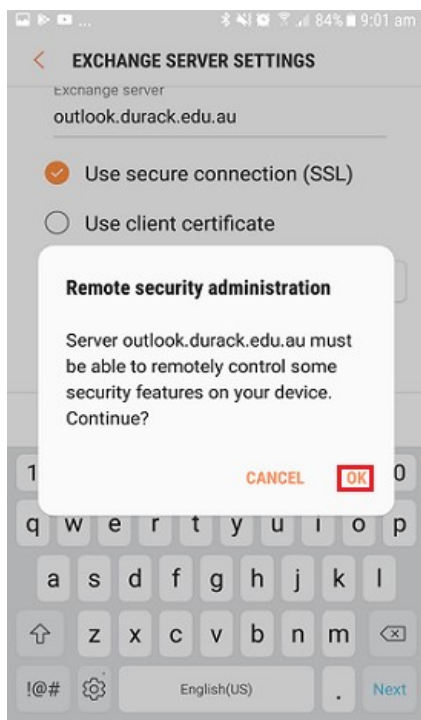 ... 84% 9:01 am
< EXCHANGE SERVER SETTINGS
Exchange server
outlook.durack.edu.au
Use secure connection (SSL)
Use client certificate
Remote security administration
Server outlook.durack.edu.au must
be able to remotely control some
security features on your device.
Continue?
CANCEL OK
1 0
q w e r t y u i o p
a s d f g h j k l
z x c v b n m
!@# English(US) . Next